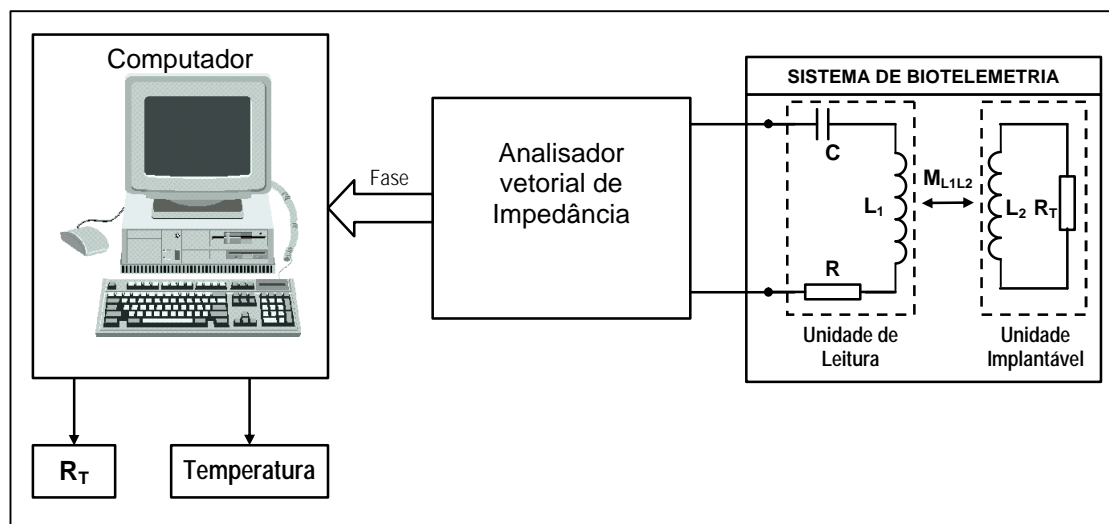 Computador
Fase
Analisador
vetorial de
Impedância
SISTEMA DE BIOTELEMETRIA
C
L1
R
ML1L2
L2
RT
Unidade de
Leitura
Unidade
Implantável
RT
Temperatura